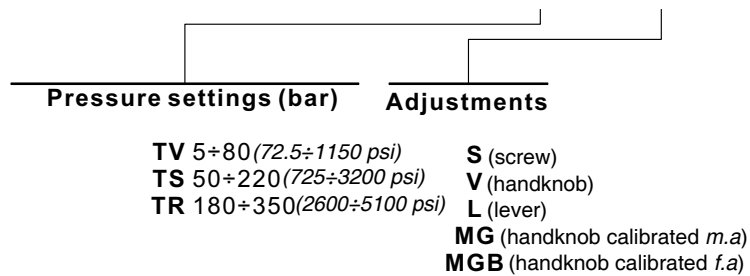 Pressure settings (bar)
Adjustments
TV 5÷80(72.5÷1150 psi)
TS 50÷220(725÷3200 psi)
TR 180÷350(2600÷5100 psi)
S (screw)
V (handknob)
L (lever)
MG (handknob calibrated m.a)
MGB (handknob calibrated f.a)